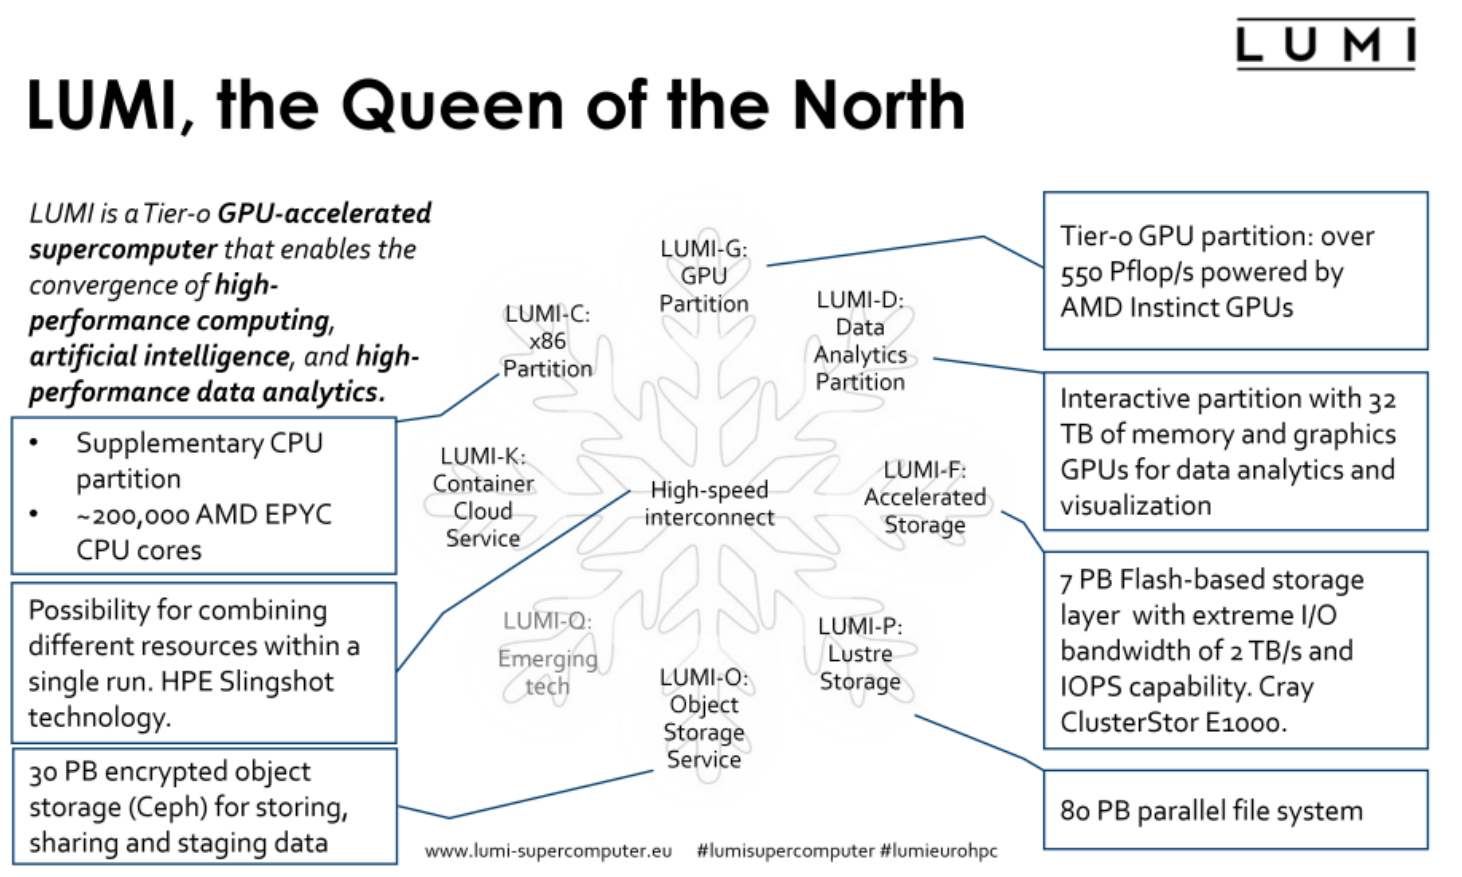 LUMI
LUMI, the Queen of the North
LUMI is a Tier-0 GPU-accelerated
supercomputer that enables the
convergence of high-
performance computing,
artificial intelligence, and high-
performance data analytics.
• Supplementary CPU
partition
• ~200,000 AMD EPYC
CPU cores
Possibility for combining
different resources within a
single run. HPE Slingshot
technology.
30 PB encrypted object
storage (Ceph) for storing,
sharing and staging data
LUMI-G:
GPU
Partition
LUMI-C:
x86
Partition
LUMI-D:
Data
Analytics
Partition
LUMI-K:
Container
Cloud
Service
High-speed
interconnect
LUMI-F:
Accelerated
Storage
LUMI-Q:
Emerging
tech
LUMI-O:
Object
Storage
Service
LUMI-P:
Lustre
Storage
Tier-0 GPU partition: over
550 Pflop/s powered by
AMD Instinct GPUs
Interactive partition with 32
TB of memory and graphics
GPUs for data analytics and
visualization
7 PB Flash-based storage
layer with extreme I/O
bandwidth of 2 TB/s and
IOPS capability. Cray
ClusterStor E1000.
80 PB parallel file system
www.lumi-supercomputer.eu #lumisupercomputer #lumieurohpc